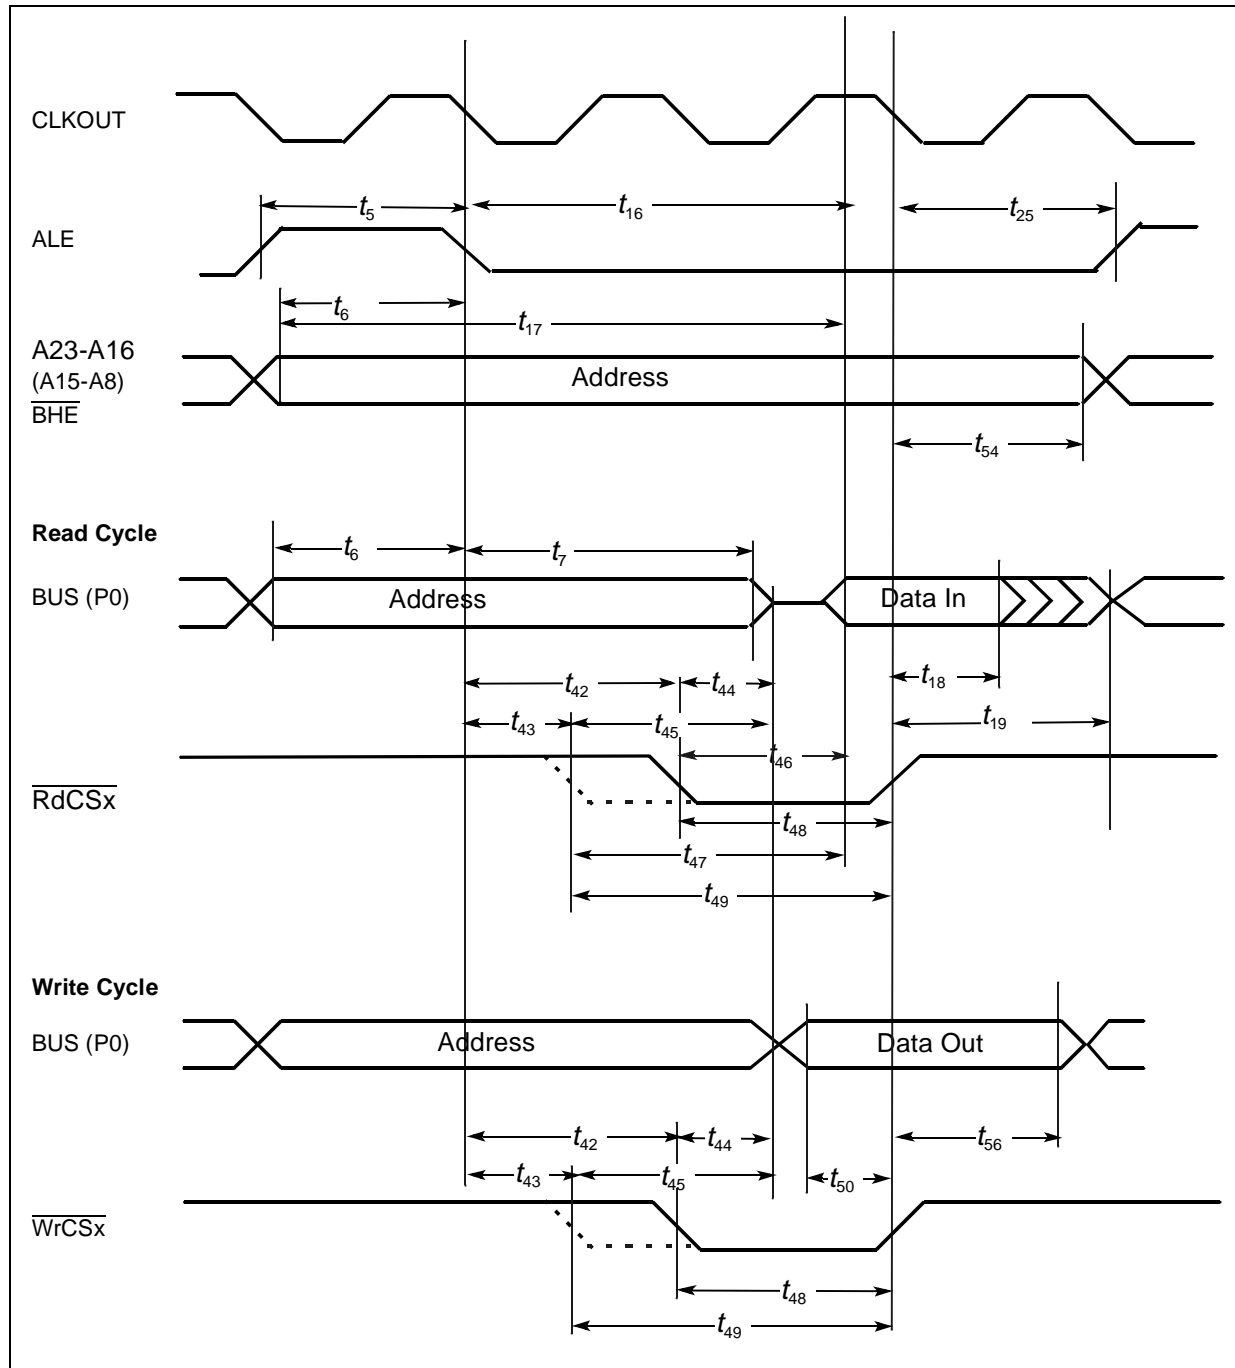 CLKOUT
t5
t16
t25
ALE
t6
t17
A23-A16
(A15-A8)
BHE
Address
t54
Read Cycle
t6
t7
BUS (P0)
Address
Data In
t42
t44
t18
t43
t45
t19
t46
RdCSx
t48
t47
t49
Write Cycle
BUS (P0)
Address
Data Out
t42
t44
t56
t43
t45
t50
WrCSx
t48
t49